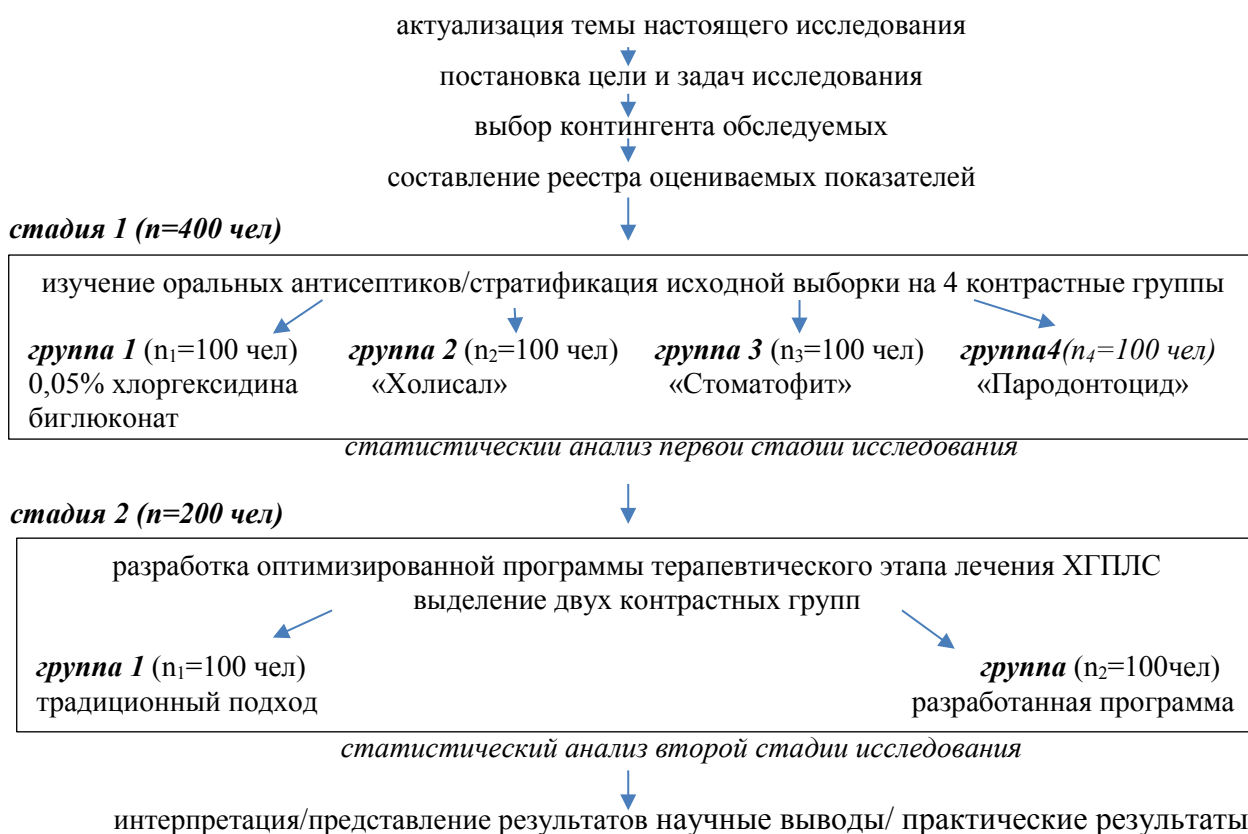 актуализация темы настоящего исследования
постановка цели и задач исследования
выбор контингента обследуемых
составление реестра оцениваемых показателей
стадия 1 (n=400 чел)
изучение оральных антисептиков/стратификация исходной выборки на 4 контрастные группы
группа 1 (n₁=100 чел) группа 2 (n₂=100 чел) группа 3 (n₃=100 чел) группа4(n₄=100 чел)
0,05% хлоргексидина «Холисал» «Стоматофит» «Пародонтоцид»
биглюконат
статистический анализ первой стадии исследования
стадия 2 (n=200 чел)
разработка оптимизированной программы терапевтического этапа лечения ХГПЛС
выделение двух контрастных групп
группа 1 (n₁=100 чел) группа (n₂=100чел)
традиционный подход разработанная программа
статистический анализ второй стадии исследования
интерпретация/представление результатов научные выводы/ практические результаты